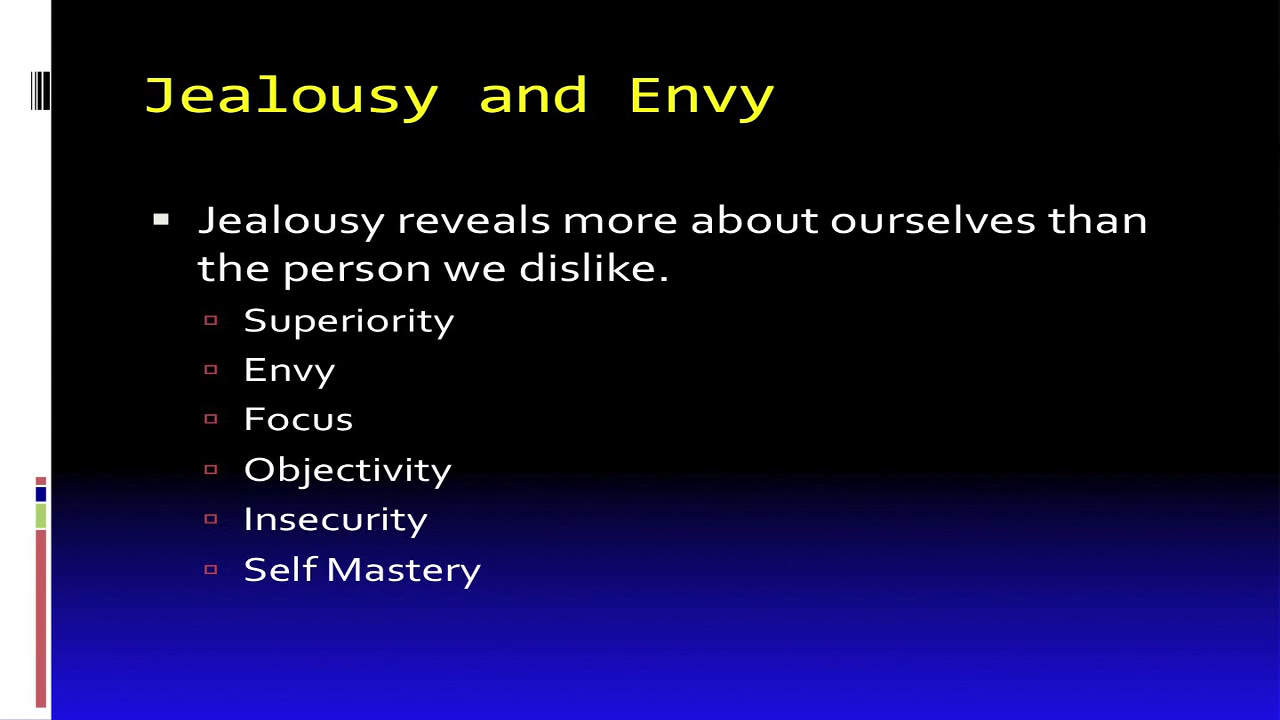 Jealousy and Envy
Jealousy reveals more about ourselves than
the person we dislike.
Superiority
Envy
Focus
Objectivity
Insecurity
Self Mastery